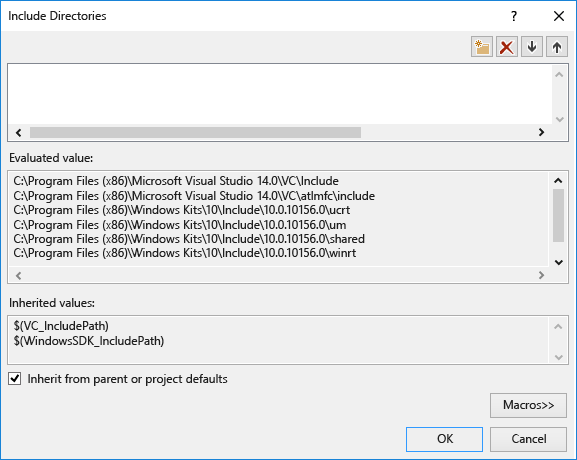 Include Directories
?
Evaluated value:
C:\Program Files (x86)\Microsoft Visual Studio 14.0\VC\Include
C:\Program Files (x86)\Microsoft Visual Studio 14.0\VC\atlmfc\include
C:\Program Files (x86)\Windows Kits\10\Include\10.0.10156.0\ucrt
C:\Program Files (x86)\Windows Kits\10\Include\10.0.10156.0\um
C:\Program Files (x86)\Windows Kits\10\Include\10.0.10156.0\shared
C:\Program Files (x86)\Windows Kits\10\Include\10.0.10156.0\winrt
Inherited values:
$(VC_IncludePath)
$(WindowsSDK_IncludePath)
Inherit from parent or project defaults
Macros>>
OK
Cancel